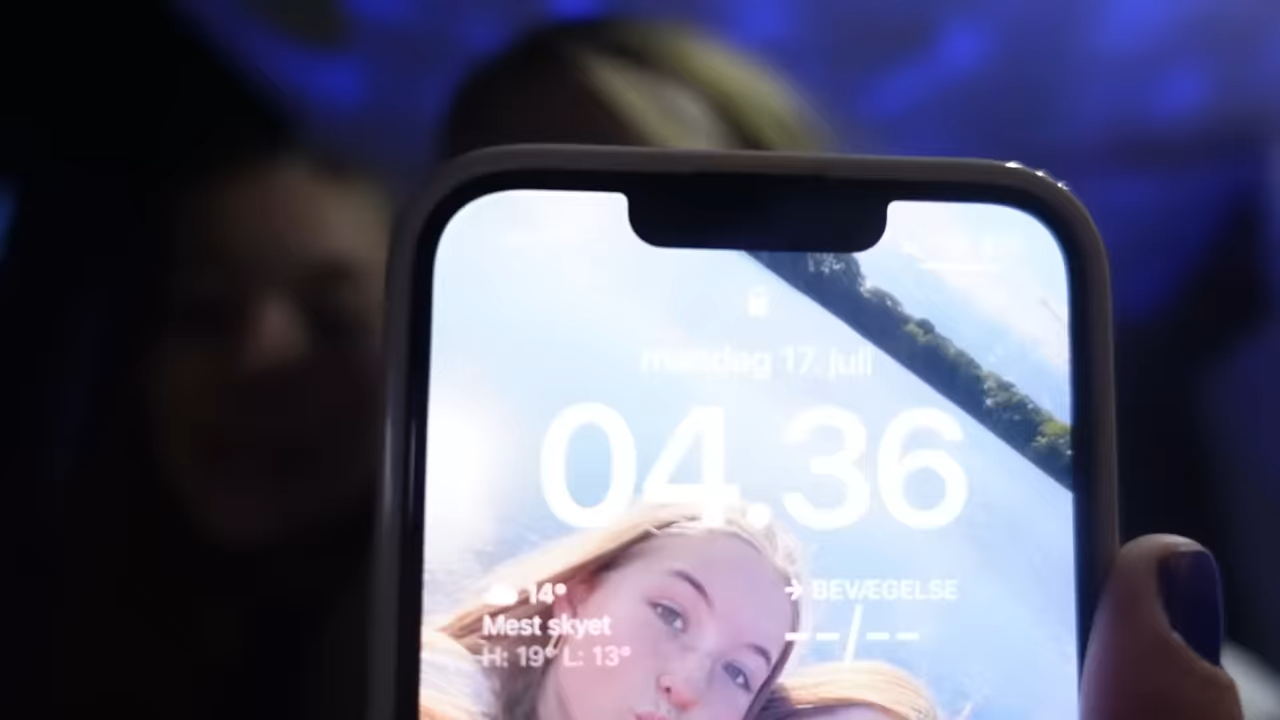 mandag 17. juli
04.36
14°
Mest skyet
H: 19° L: 13°
→ BEVÆGELSE
--/--